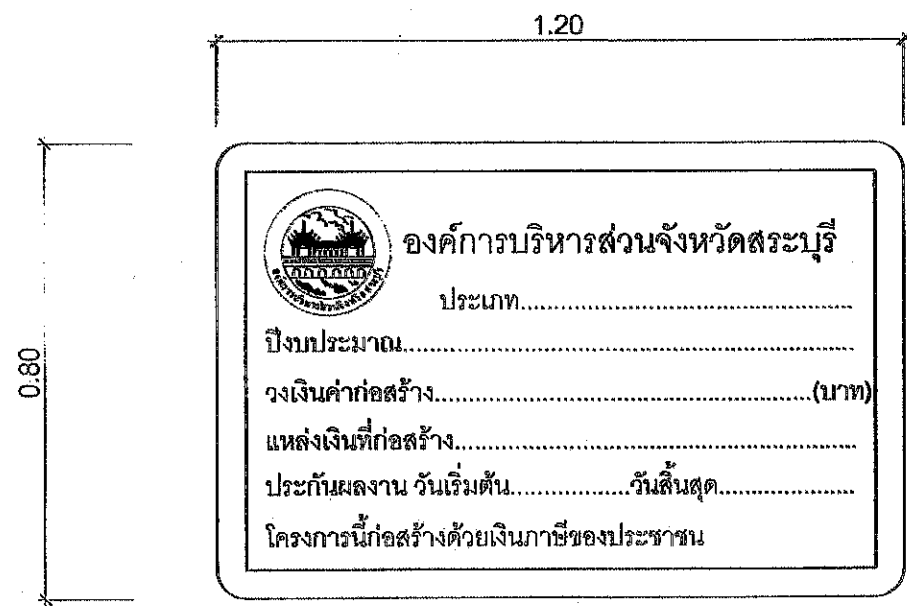 1.20
0.80
องค์การบริหารส่วนจังหวัดสระบุรี
ประเภท................................................
ปีงบประมาณ................................................................
วงเงินค่าก่อสร้าง......................................................(บาท)
แหล่งเงินที่ก่อสร้าง.........................................................
ประกันผลงาน วันเริ่มต้น.................วันสิ้นสุด....................
โครงการนี้ก่อสร้างด้วยเงินภาษีของประชาชน